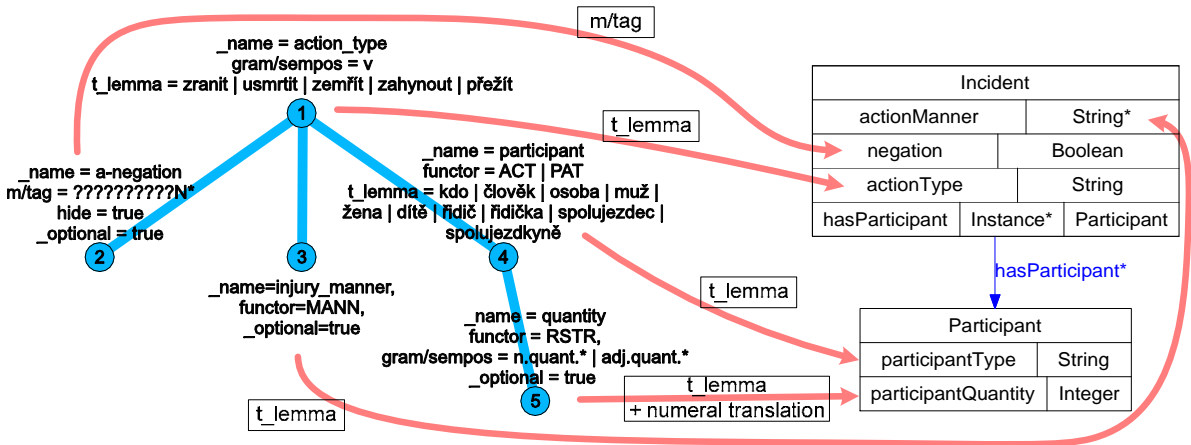 m/tag
_name = action_type
gram/sempos = v
t_lemma = zranit | usmrtit | zemřít | zahynout | přežít
1
t_lemma
_name = a-negation
m/tag = ??????????N*
hide = true
_optional = true
2
3
_name=injury_manner,
functor=MANN,
_optional=true
_name = participant
functor = ACT | PAT
t_lemma = kdo | člověk | osoba | muž |
žena | dítě | řidič | řidička | spolujezdec |
spolujezdkyně
4
t_lemma
_name = quantity
functor = RSTR,
gram/sempos = n.quant.* | adj.quant.*
_optional = true
5
t_lemma
+ numeral translation
t_lemma
Incident
actionManner String*
negation Boolean
actionType String
hasParticipant Instance* Participant
hasParticipant*
Participant
participantType String
participantQuantity Integer